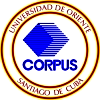 UNIVERSIDAD DE ORIENTE
CORPUS
SANTIAGO DE CUBA